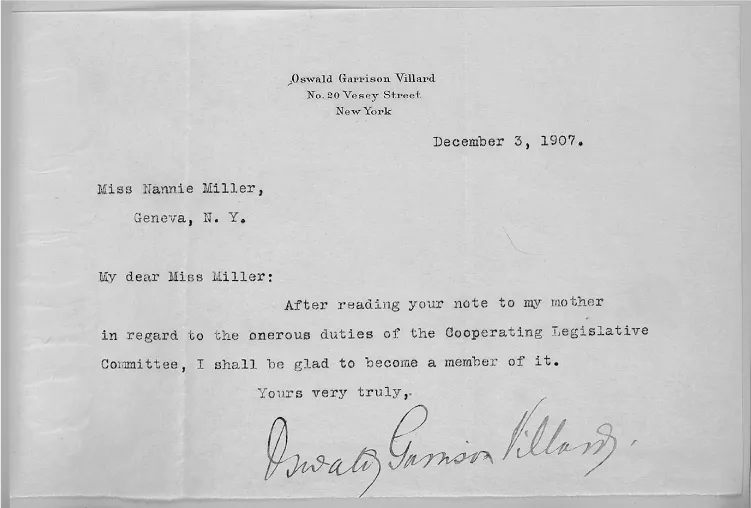 Oswald Garrison Villard
No. 20 Vesey Street
New York
December 3, 1907.
Miss Nannie Miller,
Geneva, N. Y.
My dear Miss Miller:
After reading your note to my mother
in regard to the onerous duties of the Cooperating Legislative
Committee, I shall be glad to become a member of it.
Yours very truly,
Oswald Garrison Villard.